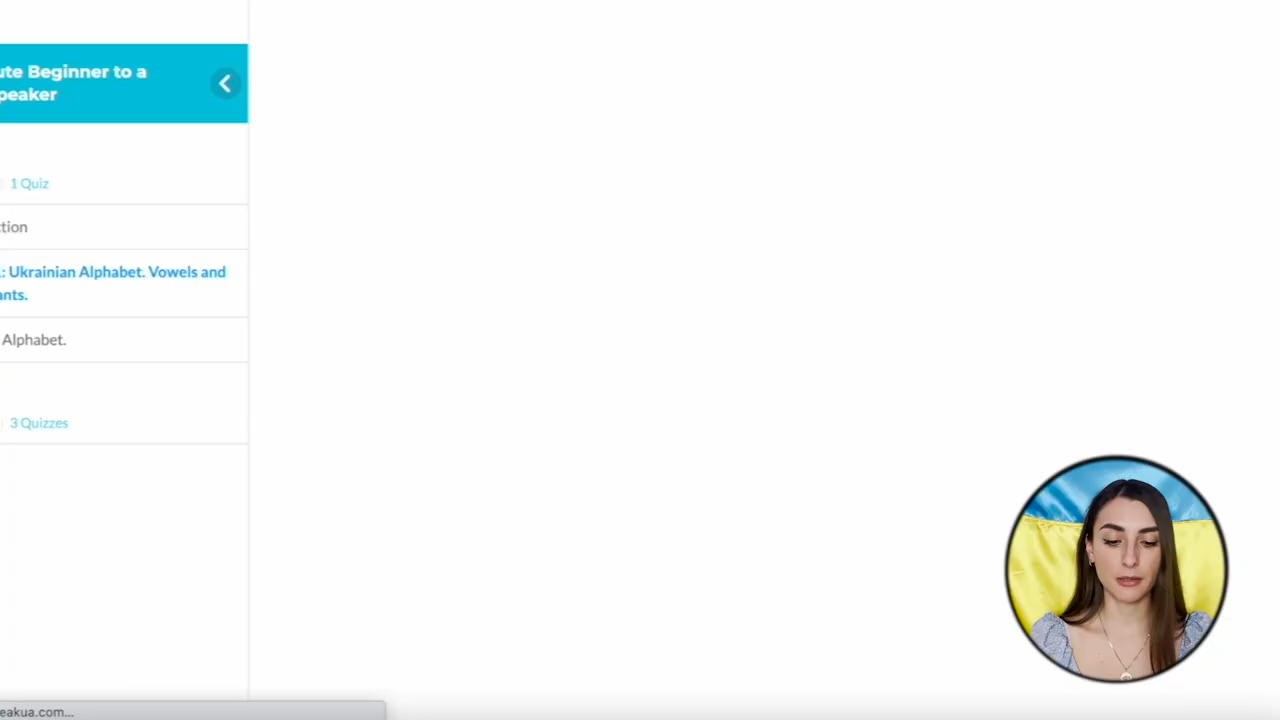 ute Beginner to a
peaker
1 Quiz
tion
.: Ukrainian Alphabet. Vowels and
ants.
Alphabet.
3 Quizzes
eakua.com...